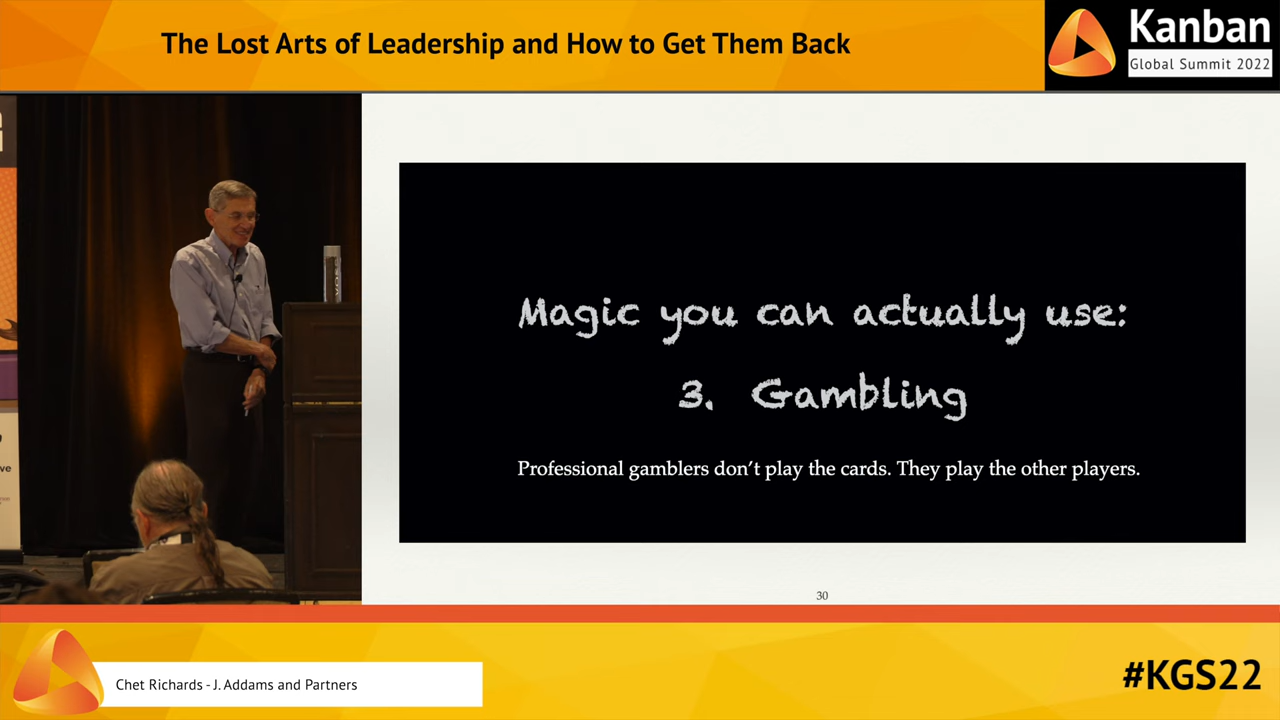 The Lost Arts of Leadership and How to Get Them Back
Kanban
Global Summit 2022
Magic you can actually use:
3. Gambling
Professional gamblers don’t play the cards. They play the other players.
30
Chet Richards - J. Addams and Partners
#KGS22